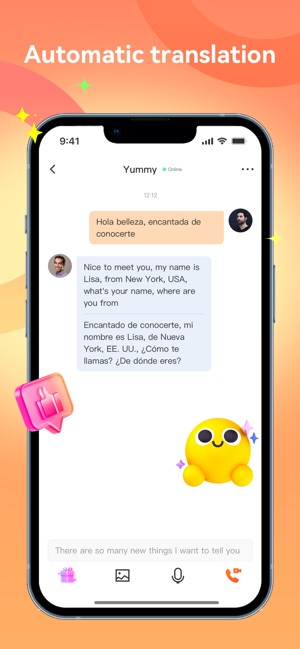 Automatic translation
9:41
Yummy
Online
12:12
Hola belleza, encantada de
conocerte
Nice to meet you, my name is
Lisa, from New York, USA,
what's your name, where are
you from
Encantado de conocerte, mi
nombre es Lisa, de Nueva
York, EE. UU., ¿Cómo te
llamas? ¿De dónde eres?
There are so many new things I want to tell you